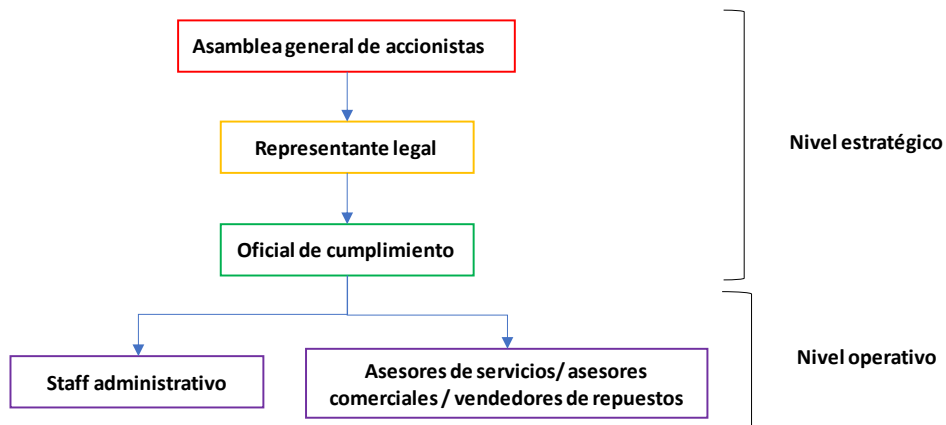 Asamblea general de accionistas
Representante legal
Nivel estratégico
Oficial de cumplimiento
Staff administrativo
Asesores de servicios/ asesores
comerciales / vendedores de repuestos
Nivel operativo